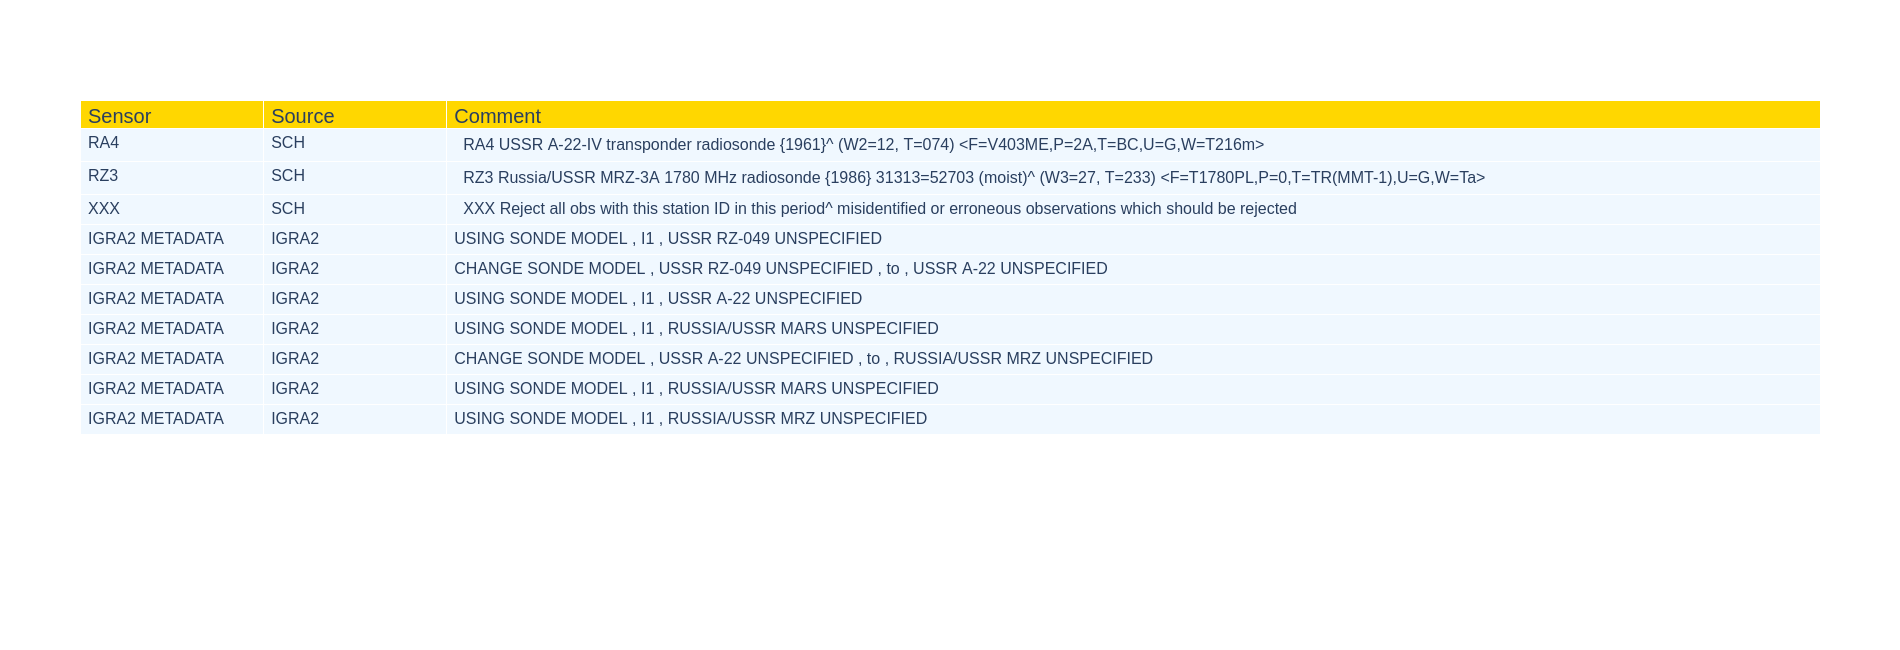 Sensor Source Comment
RA4 SCH RA4 USSR A-22-IV transponder radiosonde {1961}^ (W2=12, T=074) <F=V403ME,P=2A,T=BC,U=G,W=T216m>
RZ3 SCH RZ3 Russia/USSR MRZ-3A 1780 MHz radiosonde {1986} 31313=52703 (moist)^ (W3=27, T=233) <F=T1780PL,P=0,T=TR(MMT-1),U=G,W=Ta>
XXX SCH XXX Reject all obs with this station ID in this period^ misidentified or erroneous observations which should be rejected
IGRA2 METADATA IGRA2 USING SONDE MODEL , I1 , USSR RZ-049 UNSPECIFIED
IGRA2 METADATA IGRA2 CHANGE SONDE MODEL , USSR RZ-049 UNSPECIFIED , to , USSR A-22 UNSPECIFIED
IGRA2 METADATA IGRA2 USING SONDE MODEL , I1 , USSR A-22 UNSPECIFIED
IGRA2 METADATA IGRA2 USING SONDE MODEL , I1 , RUSSIA/USSR MARS UNSPECIFIED
IGRA2 METADATA IGRA2 CHANGE SONDE MODEL , USSR A-22 UNSPECIFIED , to , RUSSIA/USSR MRZ UNSPECIFIED
IGRA2 METADATA IGRA2 USING SONDE MODEL , I1 , RUSSIA/USSR MARS UNSPECIFIED
IGRA2 METADATA IGRA2 USING SONDE MODEL , I1 , RUSSIA/USSR MRZ UNSPECIFIED